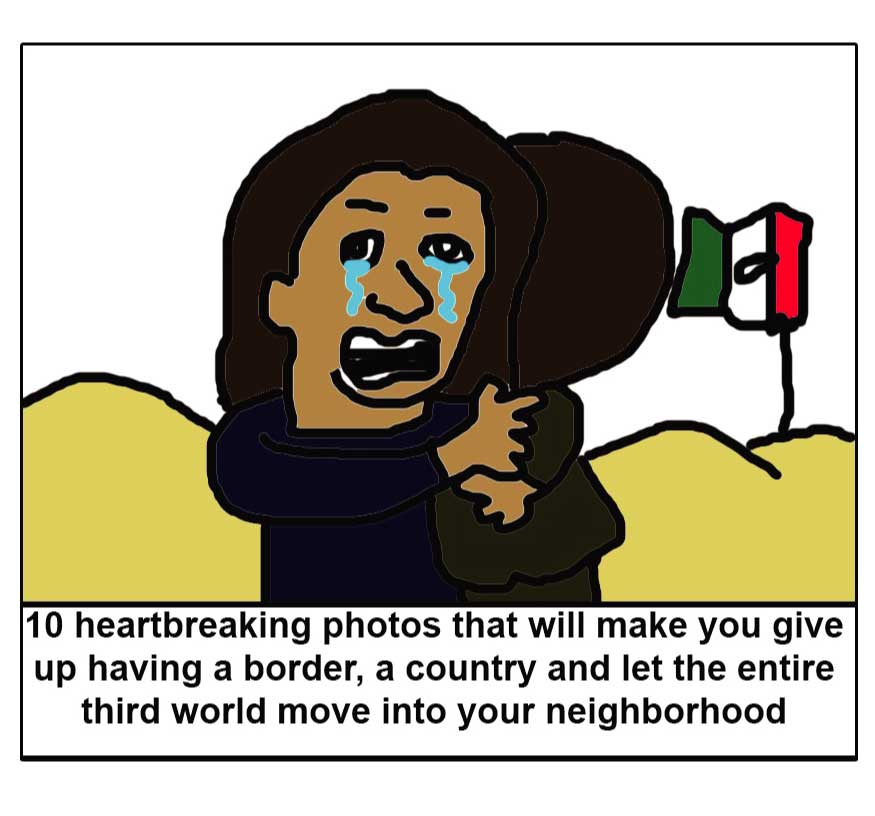 10 heartbreaking photos that will make you give
up having a border, a country and let the entire
third world move into your neighborhood